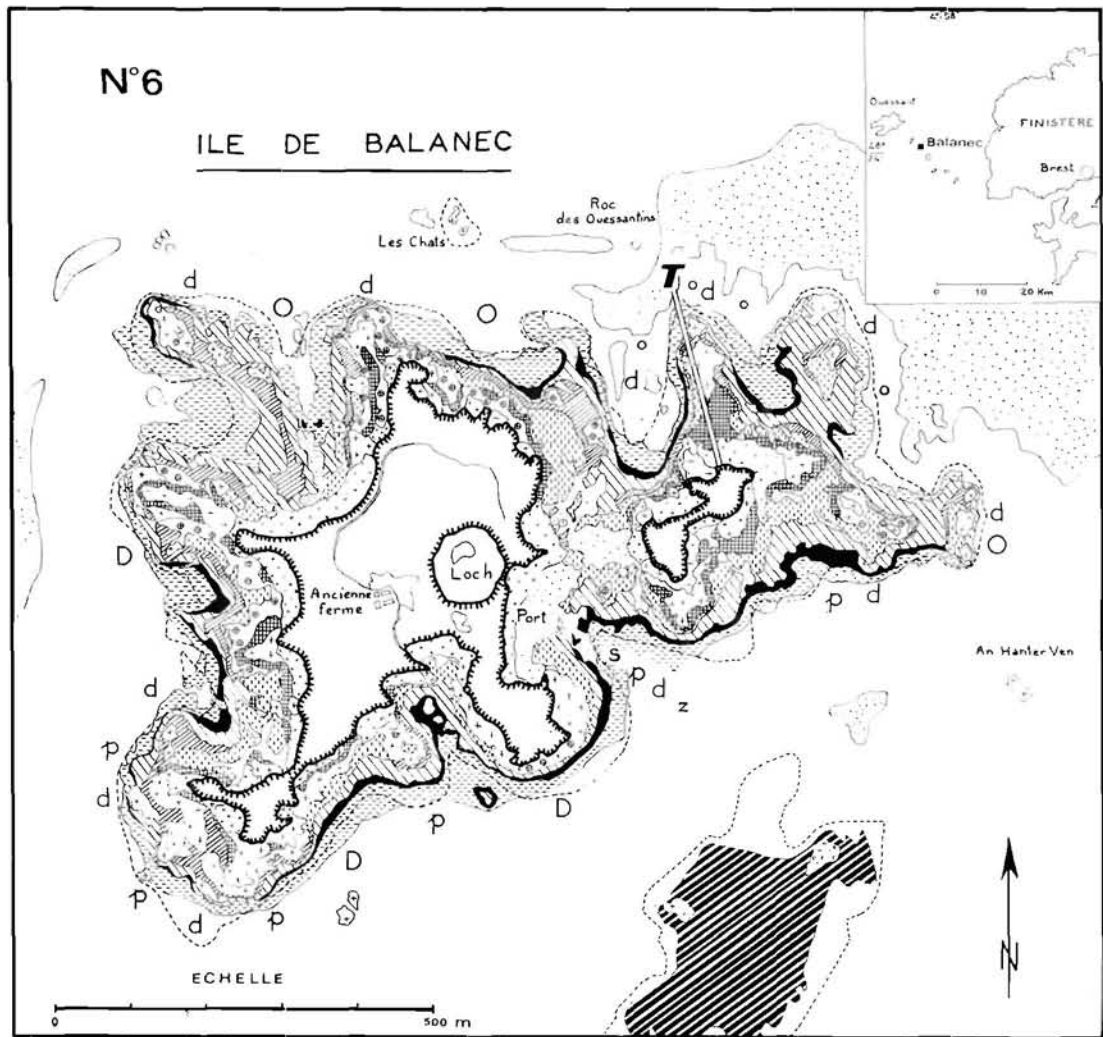 N°6
ILE DE BALANEC
Ouessant
FINISTERE
Balanec
Brest
0 10 20 Km
Roc
des Ouessantins
Les Chats
T
d
d
d
O
O
o
o
d
o
d
o
d
O
D
Loch
Ancienne
ferme
Port
p d
s
p
d
z
An Hanter Ven
d
p
d
D
p
D
p
d
p
N
ECHELLE
0 500 m